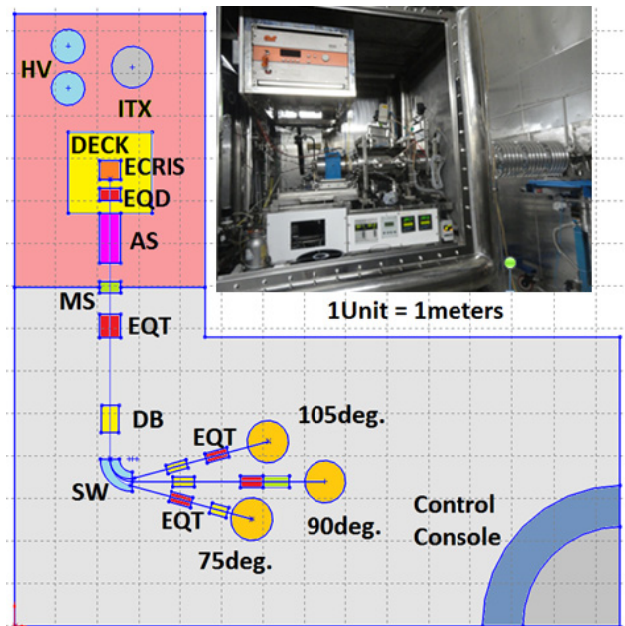 HV
ITX
DECK
ECRIS
EQD
AS
MS
EQT
1Unit = 1meters
DB
EQT
105deg.
SW
EQT
90deg.
75deg.
Control
Console